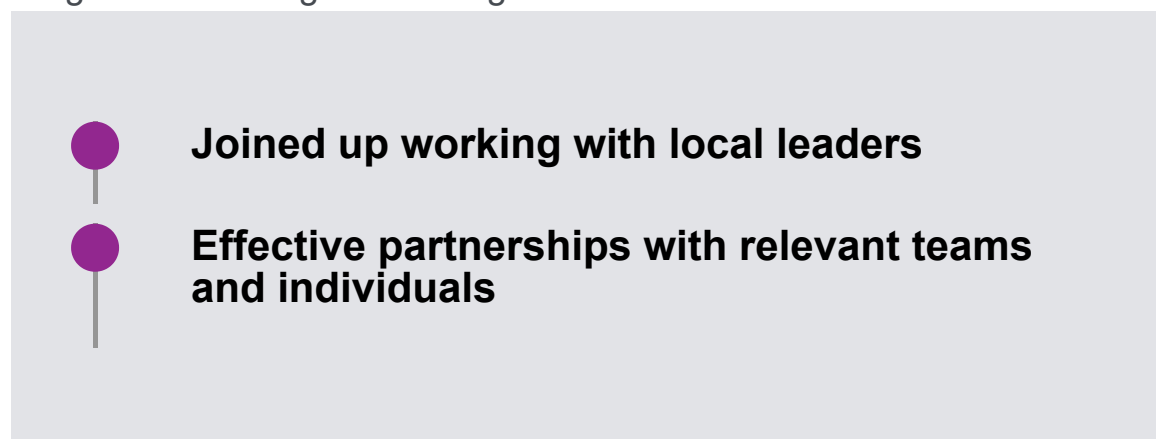 Joined up working with local leaders
Effective partnerships with relevant teams
and individuals